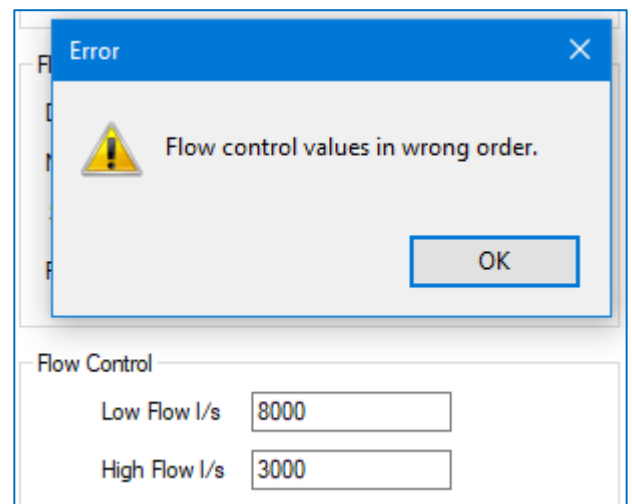 Error
Flow control values in wrong order.
OK
Flow Control
Low Flow l/s 8000
High Flow l/s 3000